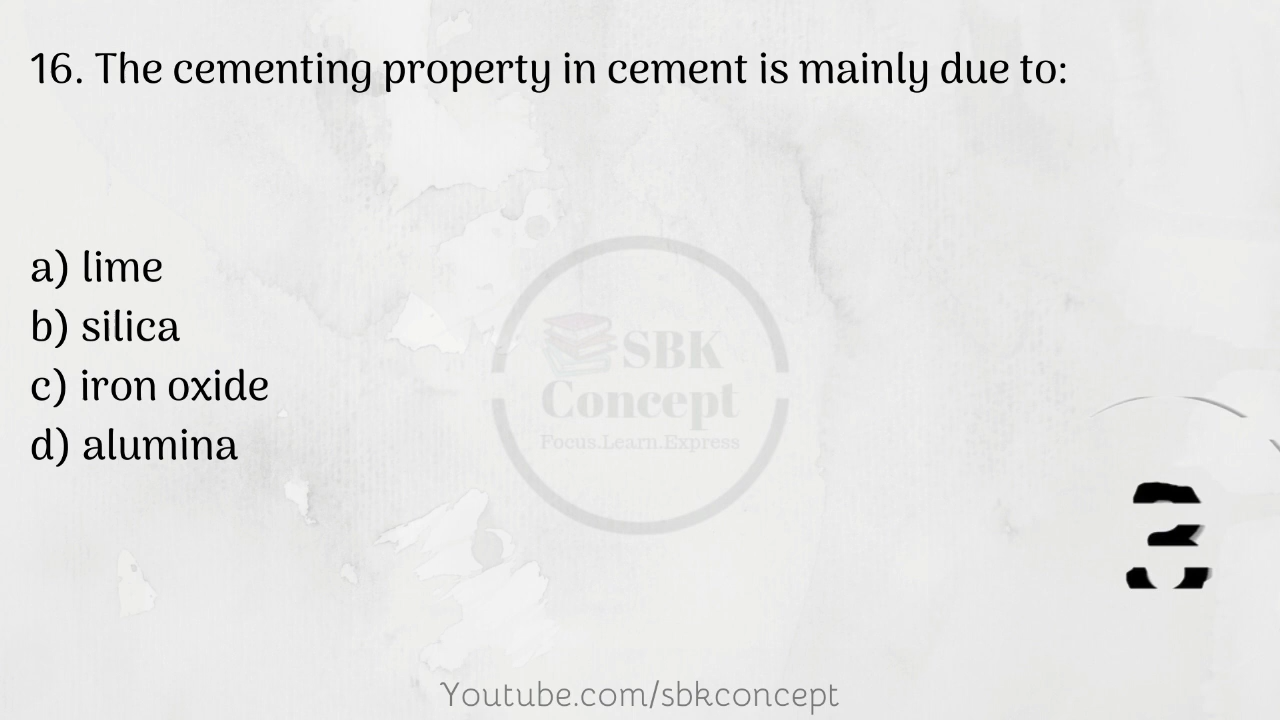 16. The cementing property in cement is mainly due to:
a) lime
b) silica
c) iron oxide
d) alumina
SBK
Concept
Focus.Learn.Express
3
Youtube.com/sbkconcept